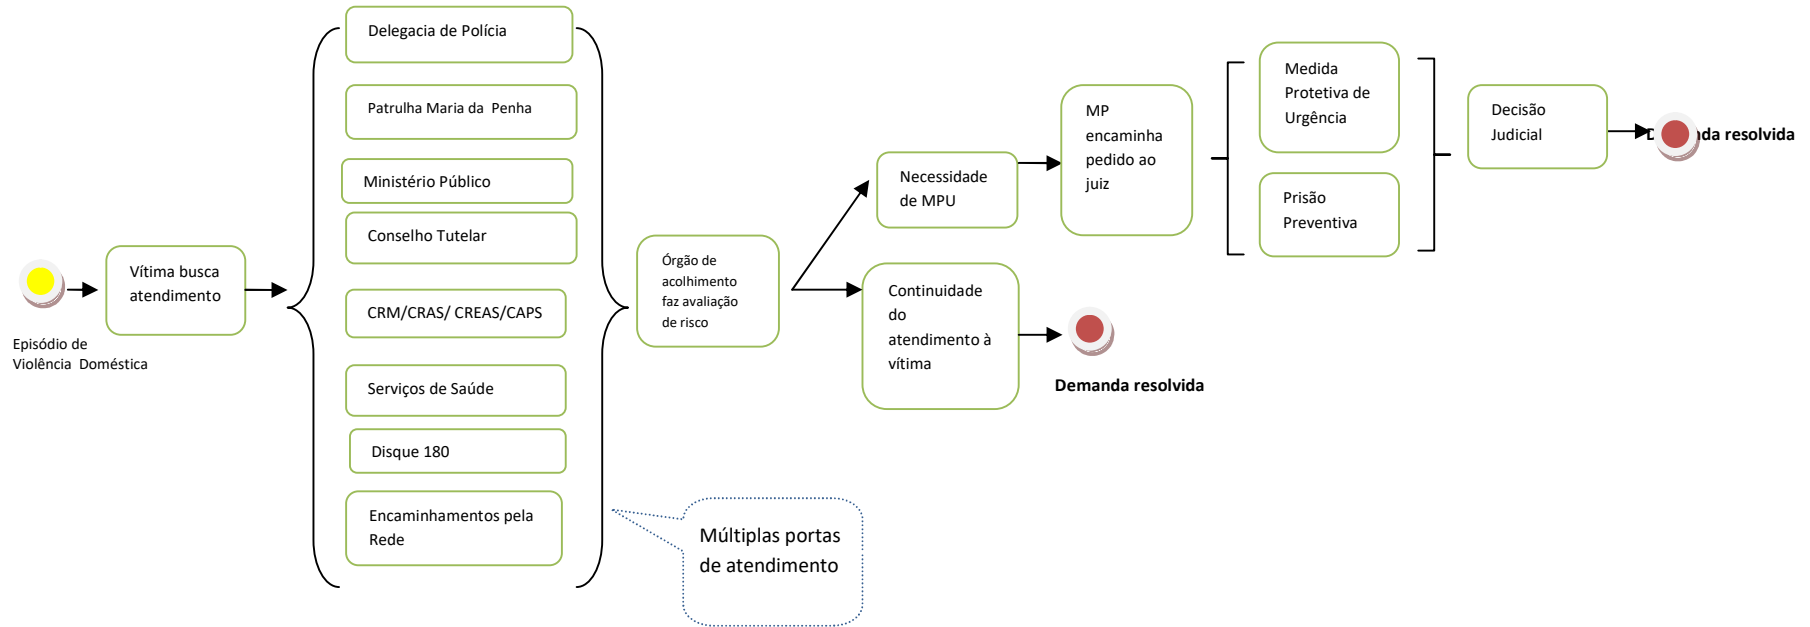 Episódio de
Violência Doméstica
Vítima busca
atendimento
Delegacia de Polícia
Patrulha Maria da Penha
Ministério Público
Conselho Tutelar
CRM/CRAS/ CREAS/CAPS
Serviços de Saúde
Disque 180
Encaminhamentos pela
Rede
Múltiplas portas
de atendimento
Órgão de
acolhimento
faz avaliação
de risco
Necessidade
de MPU
Continuidade
do
atendimento à
vítima
Demanda resolvida
MP
encaminha
pedido ao
juiz
Medida
Protetiva de
Urgência
Prisão
Preventiva
Decisão
Judicial
resolvida